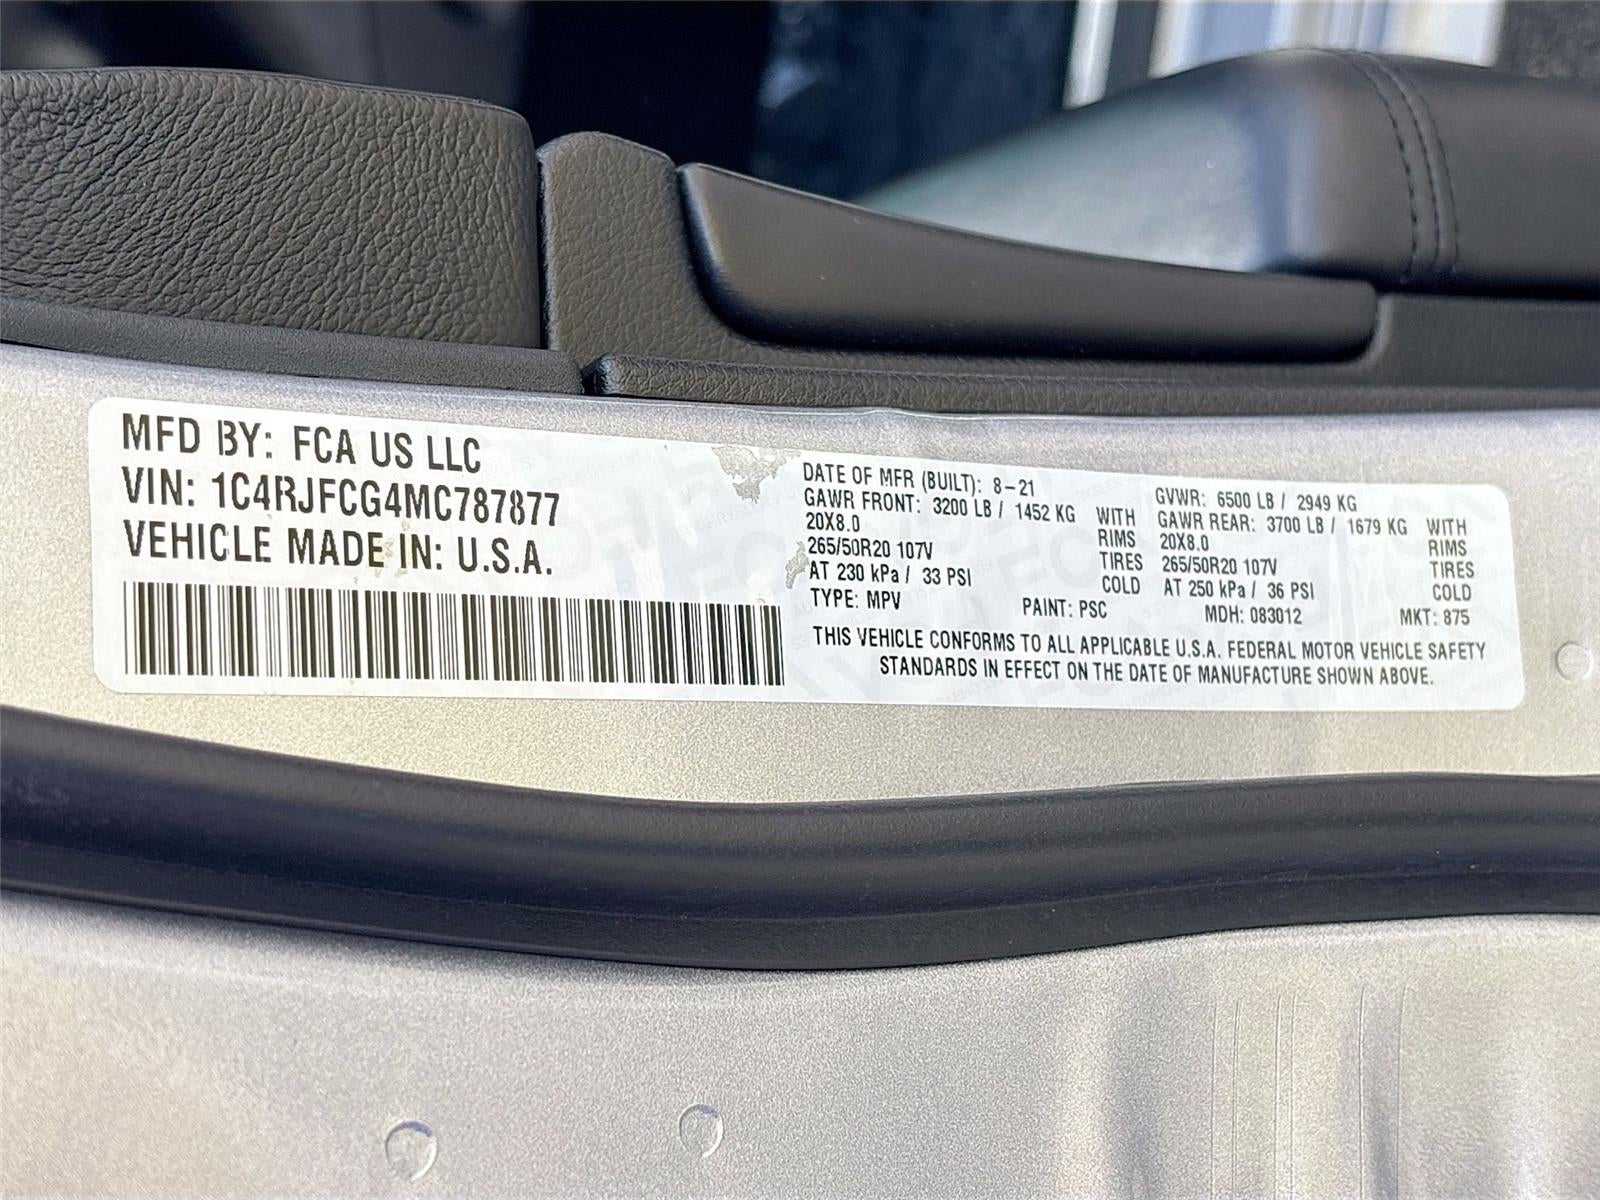 MFD BY: FCA US LLC
VIN: 1C4RJFCG4MC787877
VEHICLE MADE IN: U.S.A.
DATE OF MFR (BUILT): 8-21
GAWR FRONT: 3200 LB / 1452 KG WITH
20X8.0 RIMS
265/50R20 107V TIRES
AT 230 kPa / 33 PSI COLD
TYPE: MPV PAINT: PSC
GVWR: 6500 LB / 2949 KG
GAWR REAR: 3700 LB / 1679 KG WITH
20X8.0 RIMS
265/50R20 107V TIRES
AT 250 kPa / 36 PSI COLD
MDH: 083012 MKT: 875
THIS VEHICLE CONFORMS TO ALL APPLICABLE U.S.A. FEDERAL MOTOR VEHICLE SAFETY
STANDARDS IN EFFECT ON THE DATE OF MANUFACTURE SHOWN ABOVE.